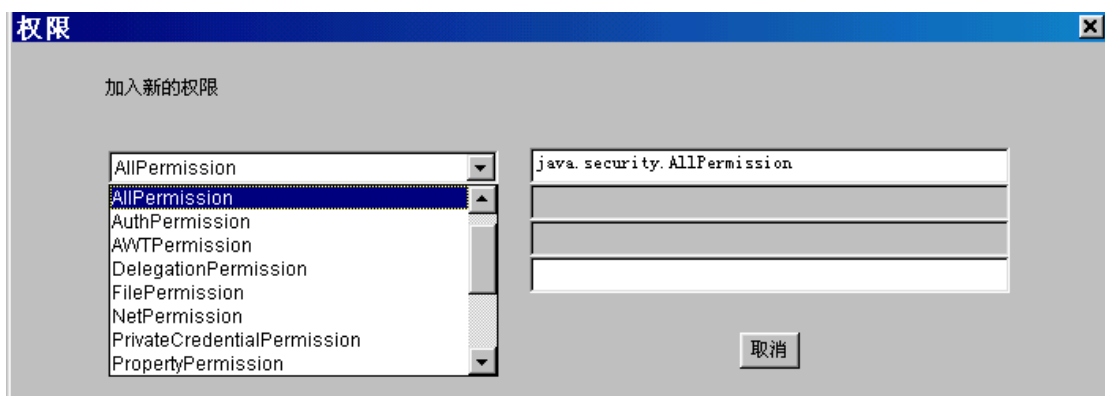 权限
加入新的权限
AllPermission
java.security.AllPermission
AllPermission
AuthPermission
AWTPermission
DelegationPermission
FilePermission
NetPermission
PrivateCredentialPermission
PropertyPermission
取消